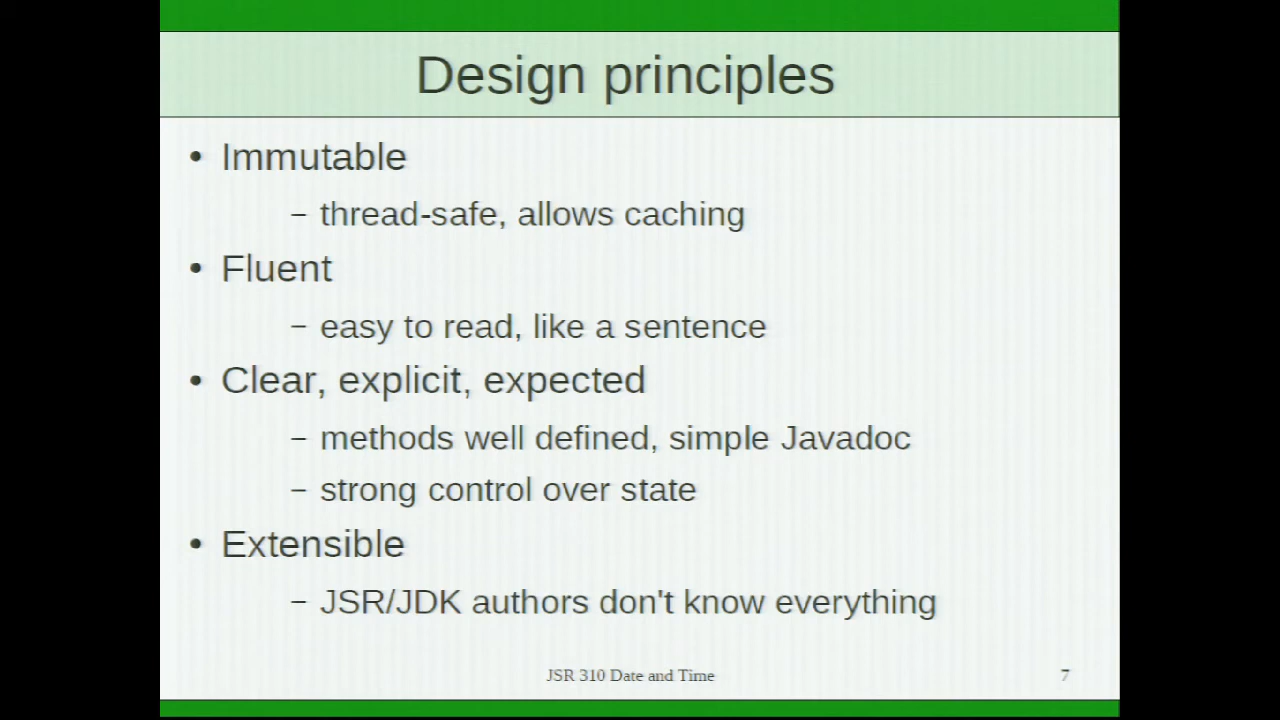 Design principles
• Immutable
– thread-safe, allows caching
• Fluent
– easy to read, like a sentence
• Clear, explicit, expected
– methods well defined, simple Javadoc
– strong control over state
• Extensible
– JSR/JDK authors don't know everything
JSR 310 Date and Time
7